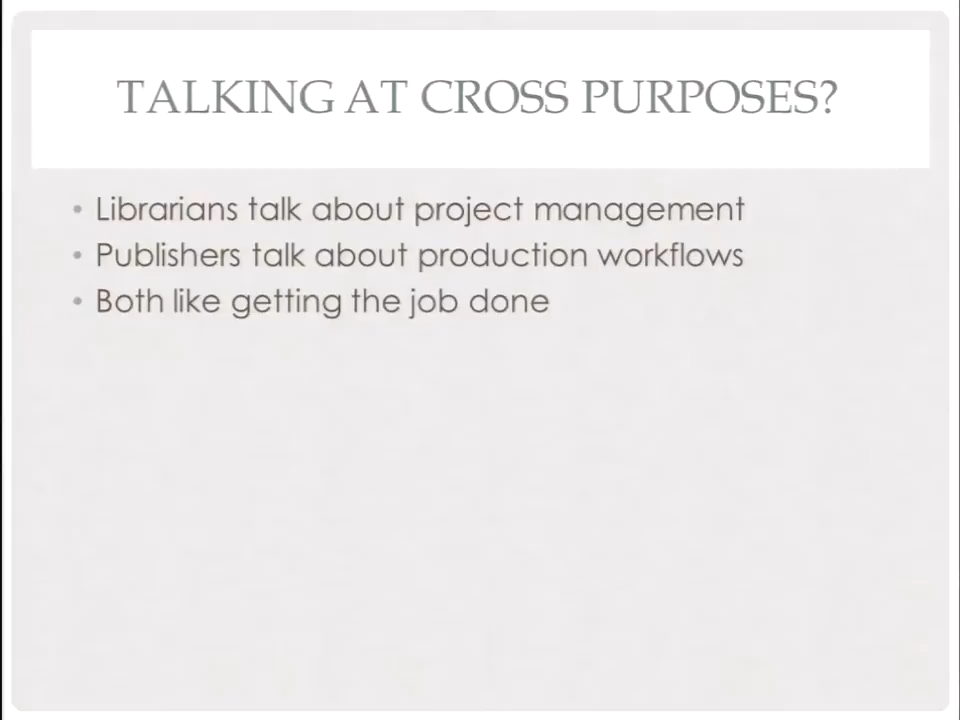 TALKING AT CROSS PURPOSES?
• Librarians talk about project management
• Publishers talk about production workflows
• Both like getting the job done